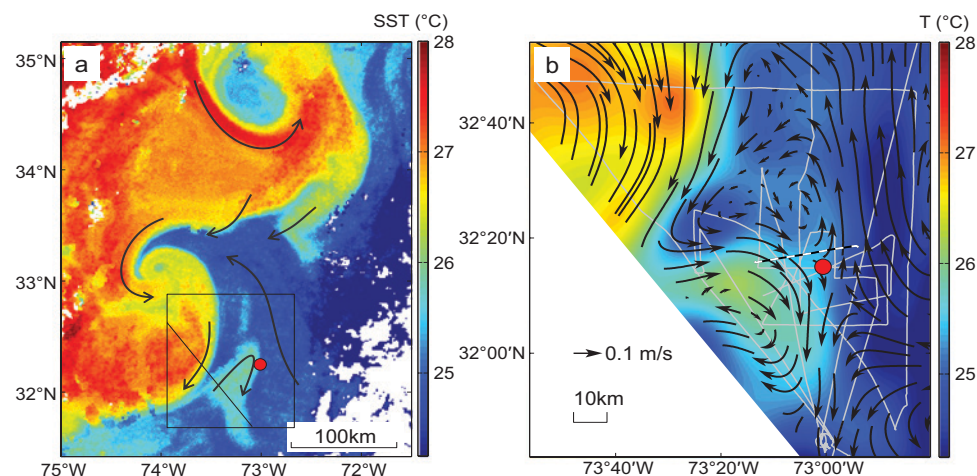 SST (°C)
T (°C)
a
b
35°N
34°N
33°N
32°N
75°W
74°W
73°W
72°W
100km
28
27
26
25
32°40′N
32°20′N
32°00′N
73°40′W
73°20′W
73°00′W
0.1 m/s
10km
28
27
26
25